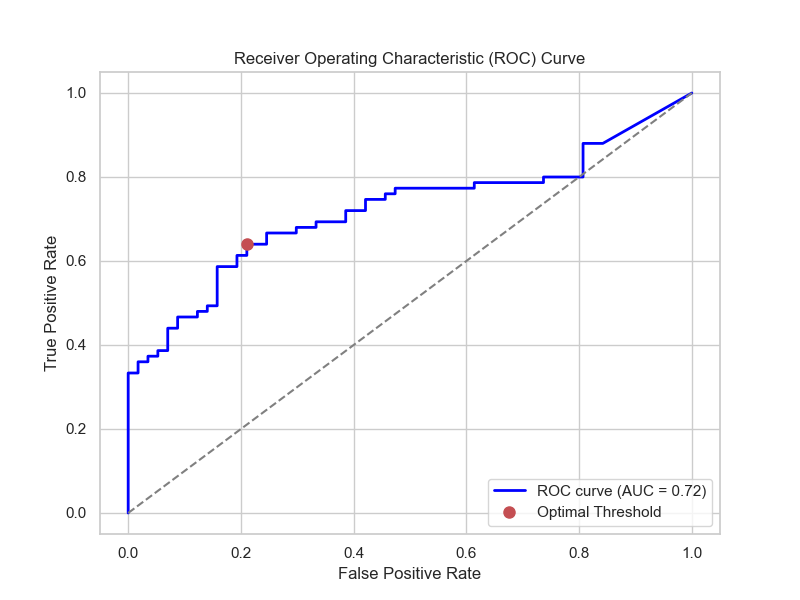 Receiver Operating Characteristic (ROC) Curve
True Positive Rate
1.0
0.8
0.6
0.4
0.2
0.0
0.0 0.2 0.4 0.6 0.8 1.0
False Positive Rate
ROC curve (AUC = 0.72)
Optimal Threshold